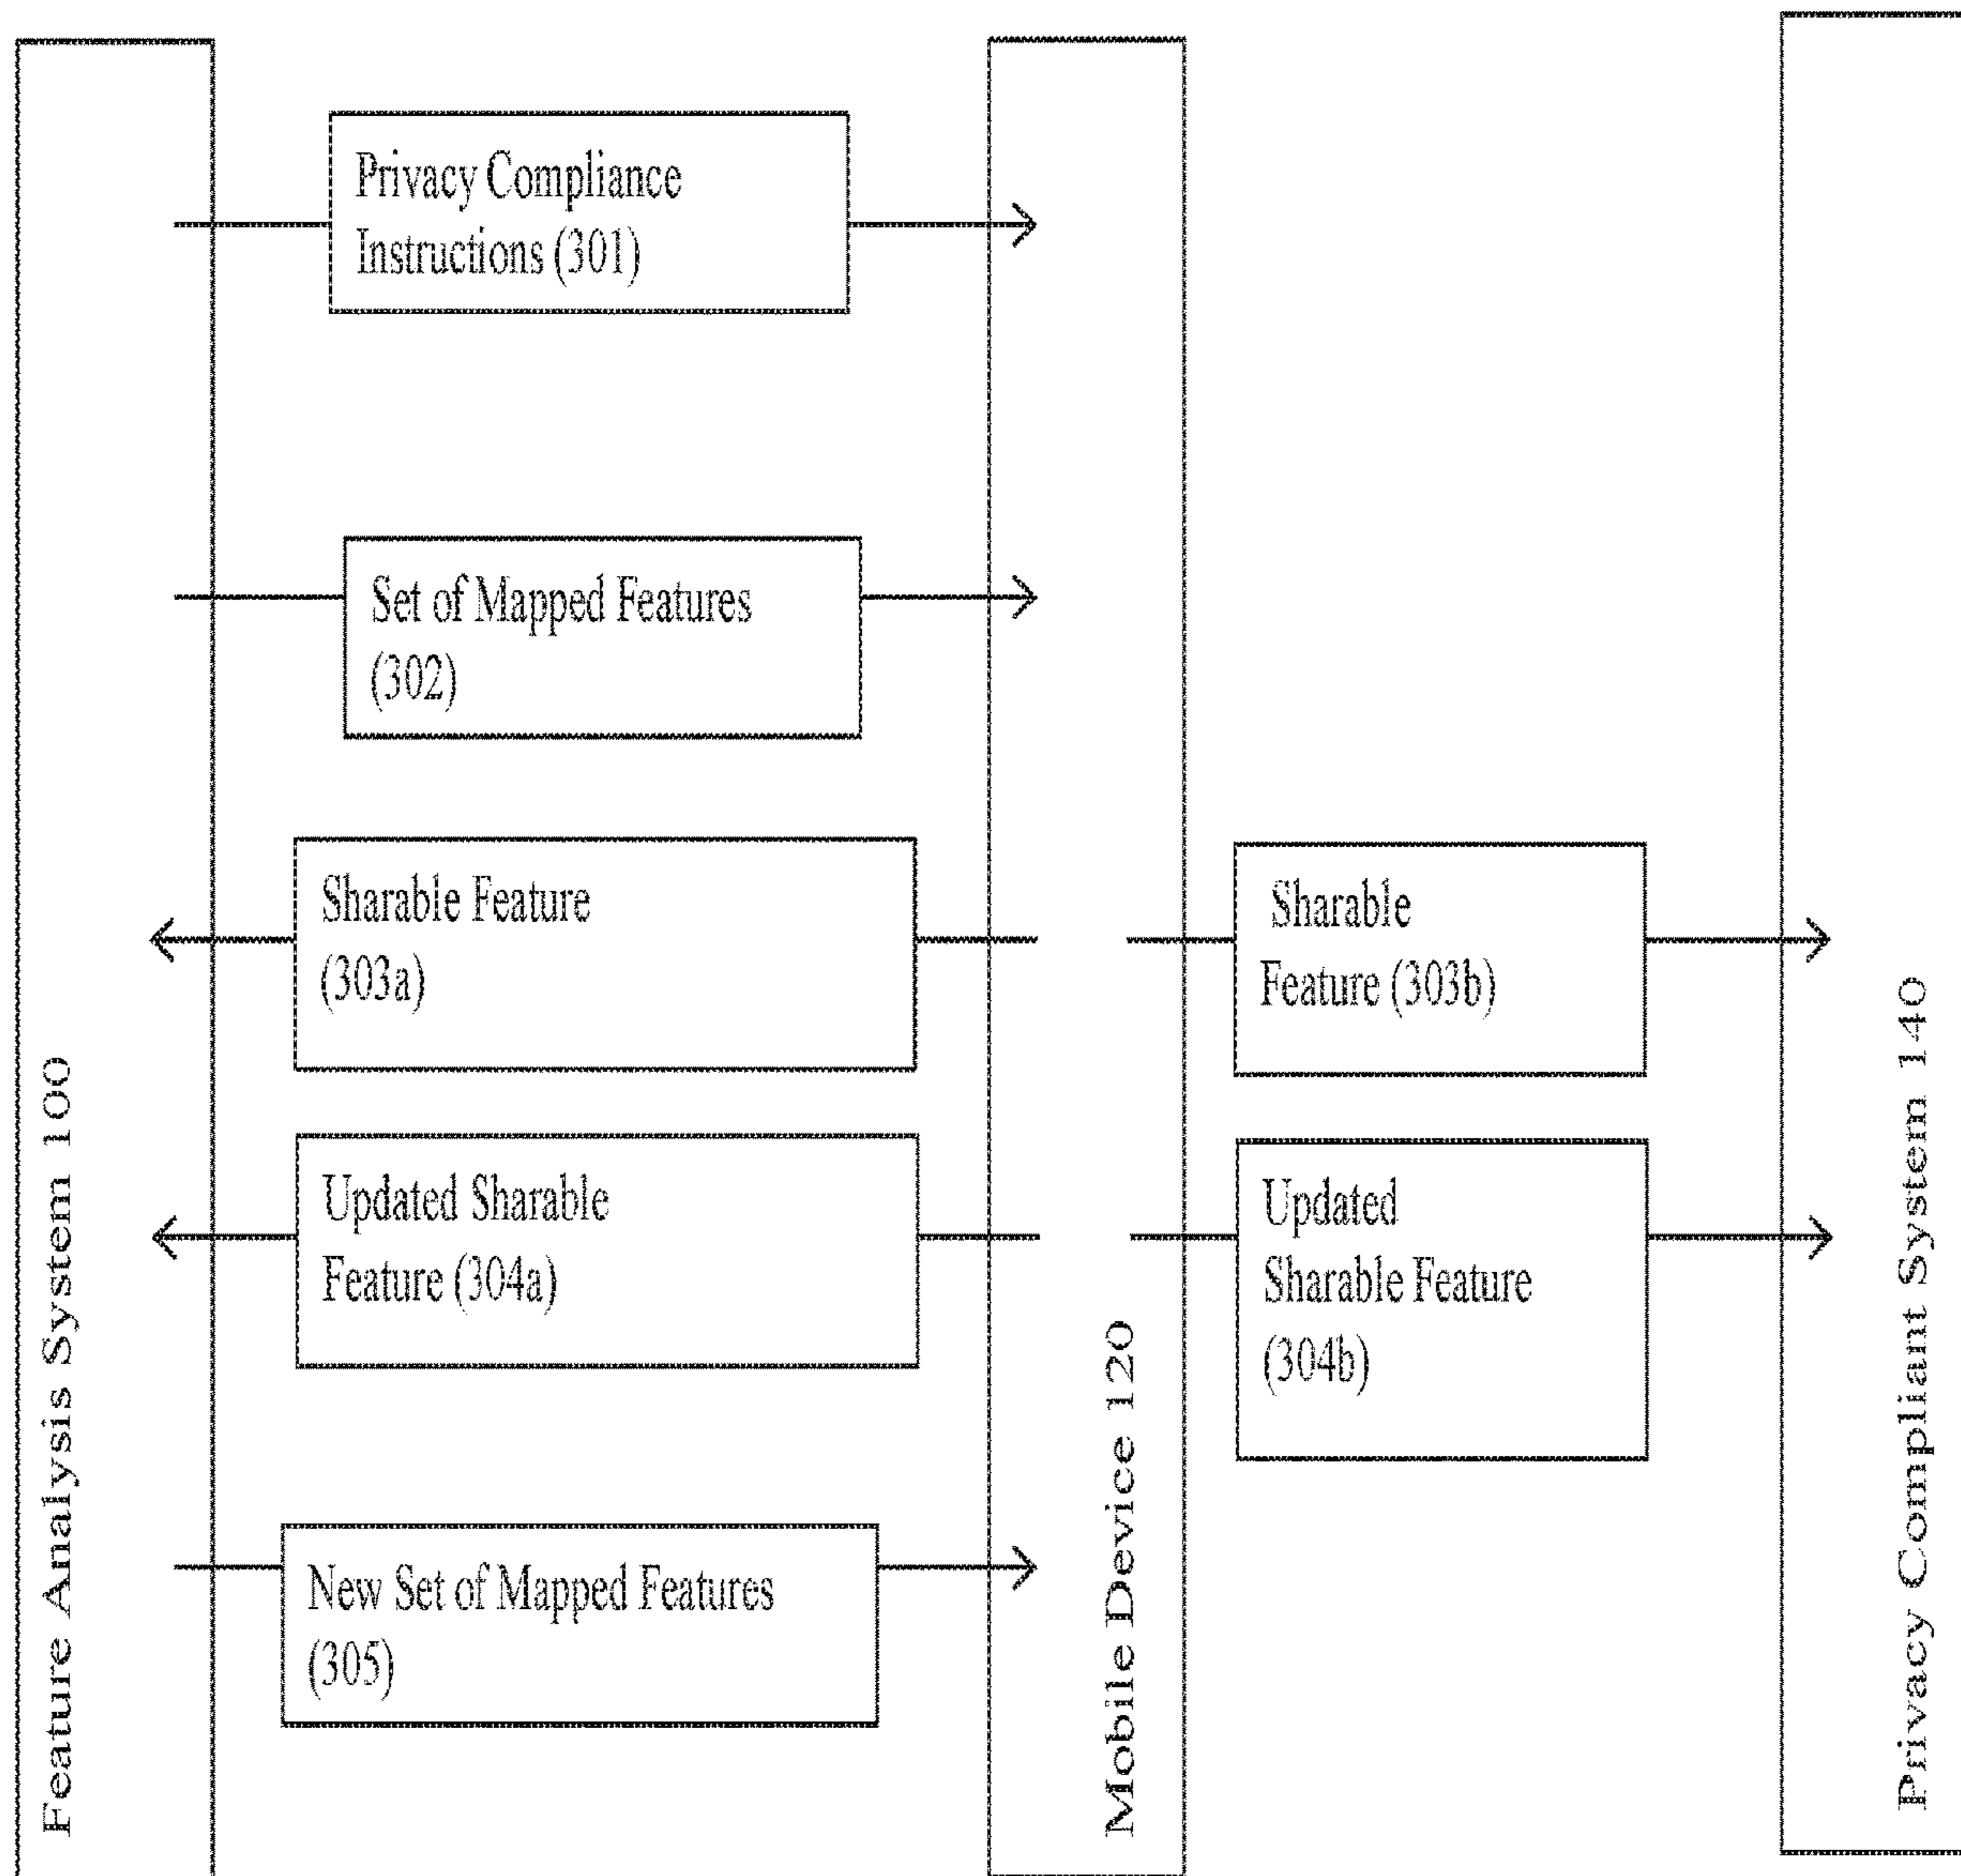 Feature Analysis System 100
Privacy Compliance
Instructions (301)
Set of Mapped Features
(302)
Sharable Feature
(303a)
Updated Sharable
Feature (304a)
New Set of Mapped Features
(305)
Mobile Device 120
Sharable
Feature (303b)
Updated
Sharable Feature
(304b)
Privacy Compliant System 140